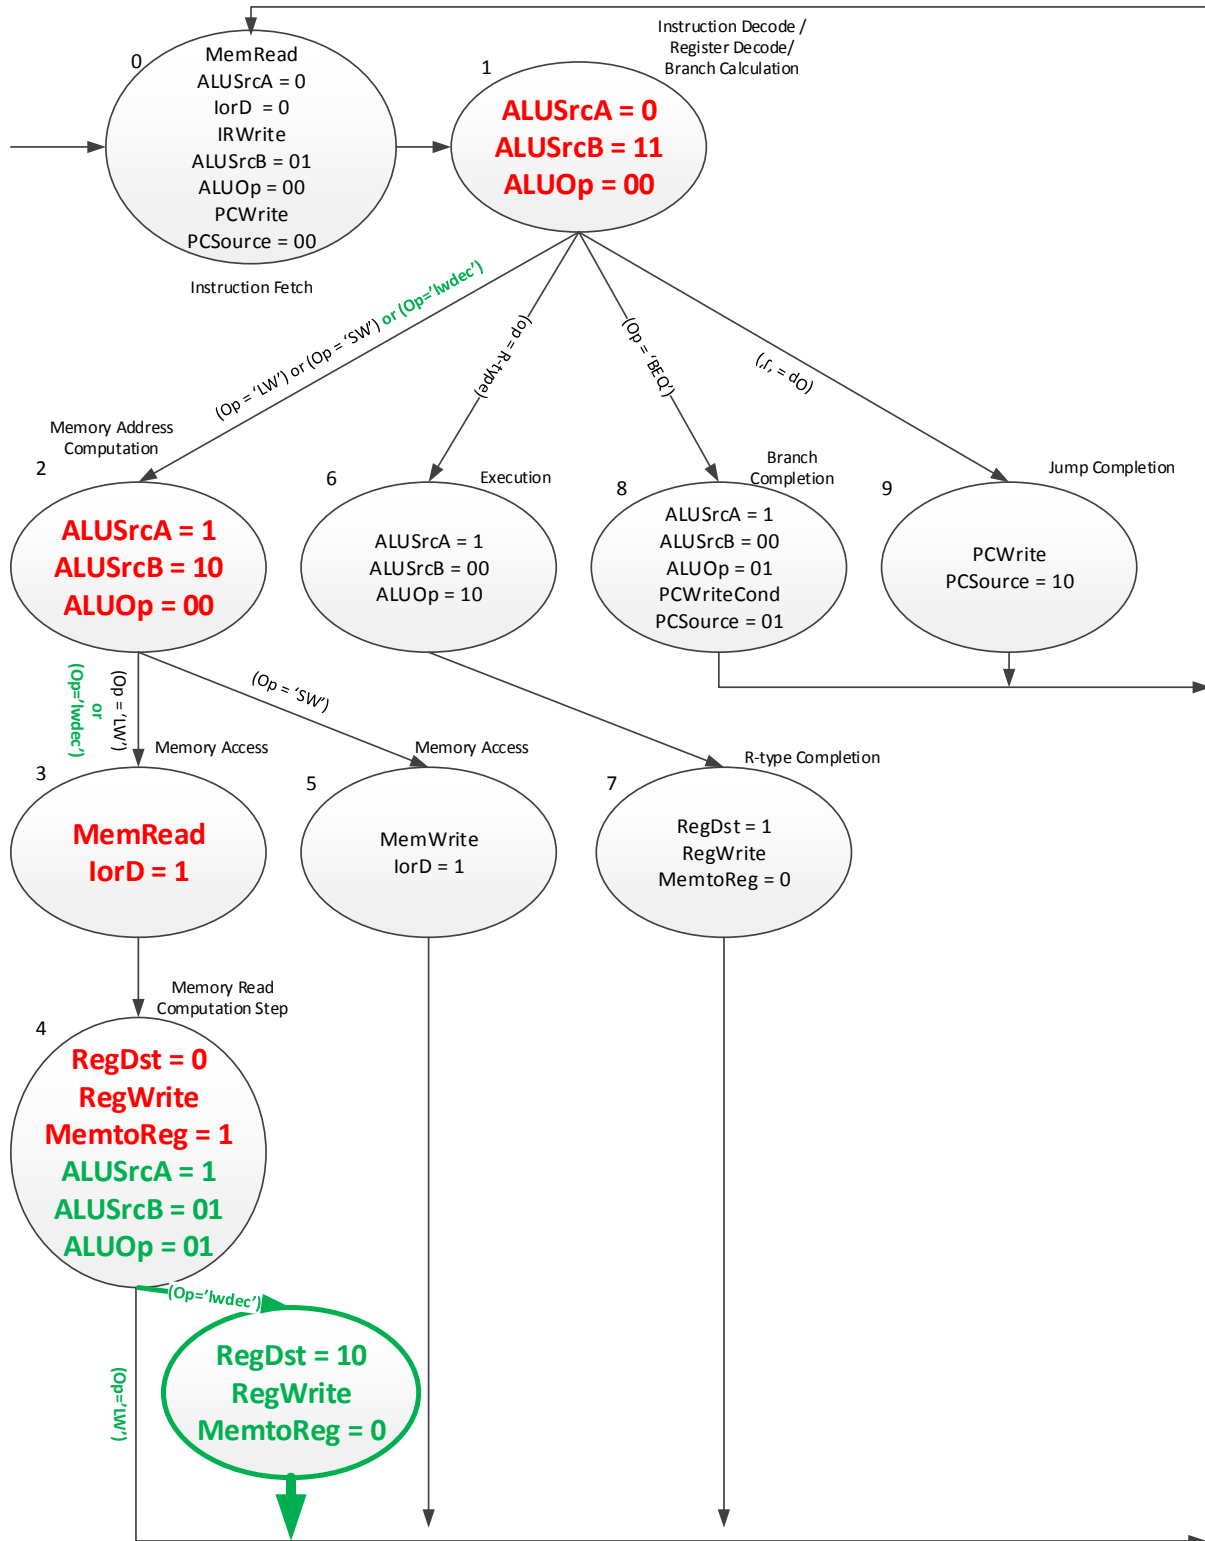 Instruction Decode /
Register Decode/
Branch Calculation
0
MemRead
ALUSrcA = 0
IorD  = 0
IRWrite
ALUSrcB = 01
ALUOp = 00
PCWrite
PCSource = 00
Instruction Fetch
1
ALUSrcA = 0
ALUSrcB = 11
ALUOp = 00
(Op = ‘LW’) or (Op = ‘SW’) or (Op=’lwdec’)
(op = R-type)
(Op = ‘BEQ’)
(Op = ‘J’)
Memory Address
Computation
2
ALUSrcA = 1
ALUSrcB = 10
ALUOp = 00
6
Execution
ALUSrcA = 1
ALUSrcB = 00
ALUOp = 10
Branch
Completion
8
ALUSrcA = 1
ALUSrcB = 00
ALUOp = 01
PCWriteCond
PCSource = 01
Jump Completion
9
PCWrite
PCSource = 10
(Op = ‘LW’)
or
(Op=’lwdec’)
(Op = ‘SW’)
Memory Access
3
MemRead
IorD = 1
Memory Access
5
MemWrite
IorD = 1
R-type Completion
7
RegDst = 1
RegWrite
MemtoReg = 0
Memory Read
Computation Step
4
RegDst = 0
RegWrite
MemtoReg = 1
ALUSrcA = 1
ALUSrcB = 01
ALUOp = 01
(Op=’lwdec’)
(Op=’LW’)
RegDst = 10
RegWrite
MemtoReg = 0